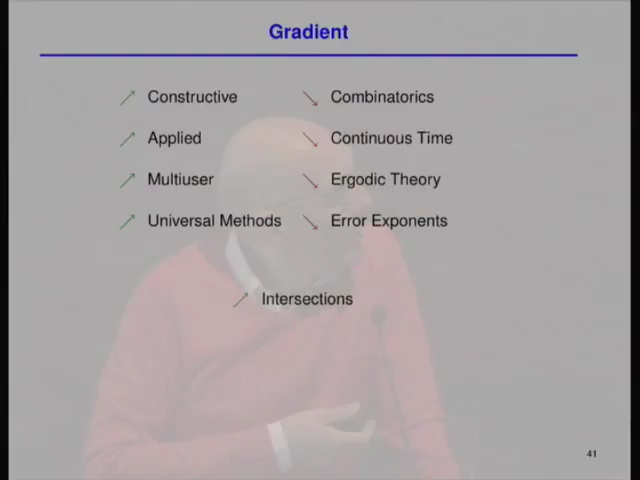 Gradient
Constructive
Combinatorics
Applied
Continuous Time
Multiuser
Ergodic Theory
Universal Methods
Error Exponents
Intersections
41